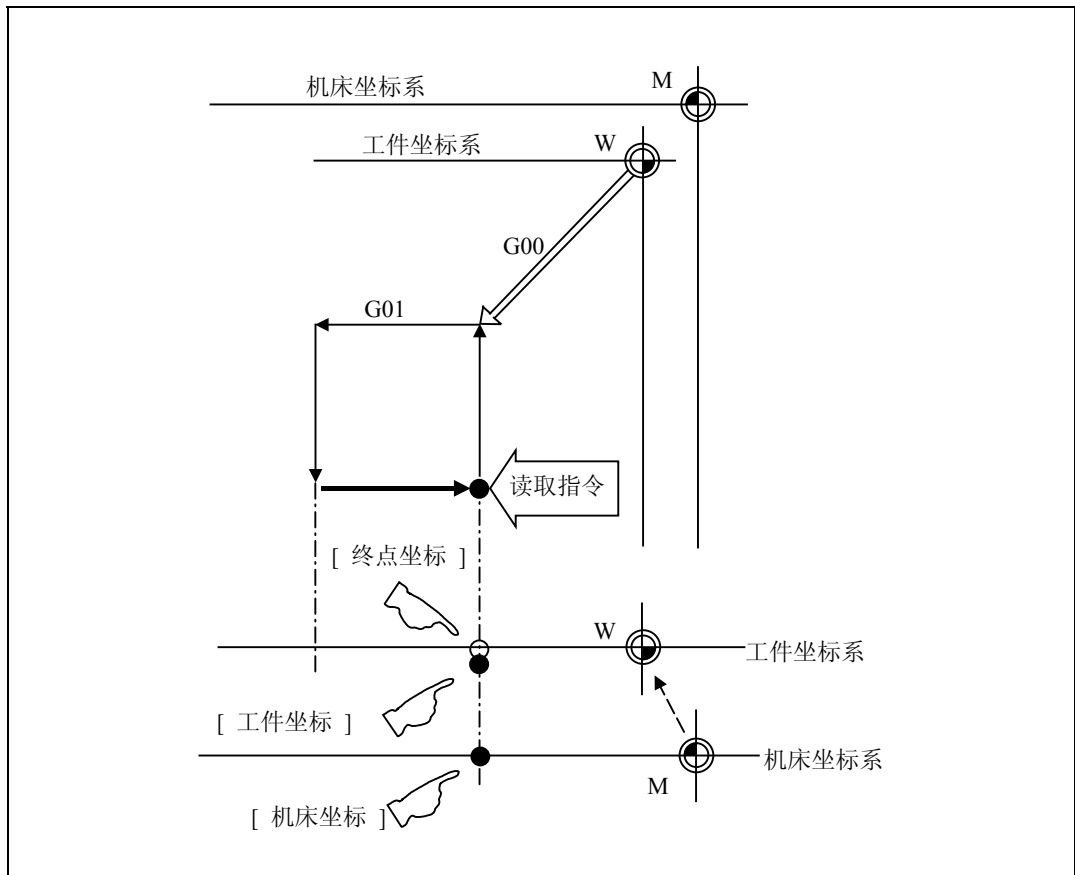 机床坐标系
M
工件坐标系
W
G00
G01
读取指令
[ 终点坐标 ]
W
工件坐标系
[ 工件坐标 ]
机床坐标系
M
[ 机床坐标 ]